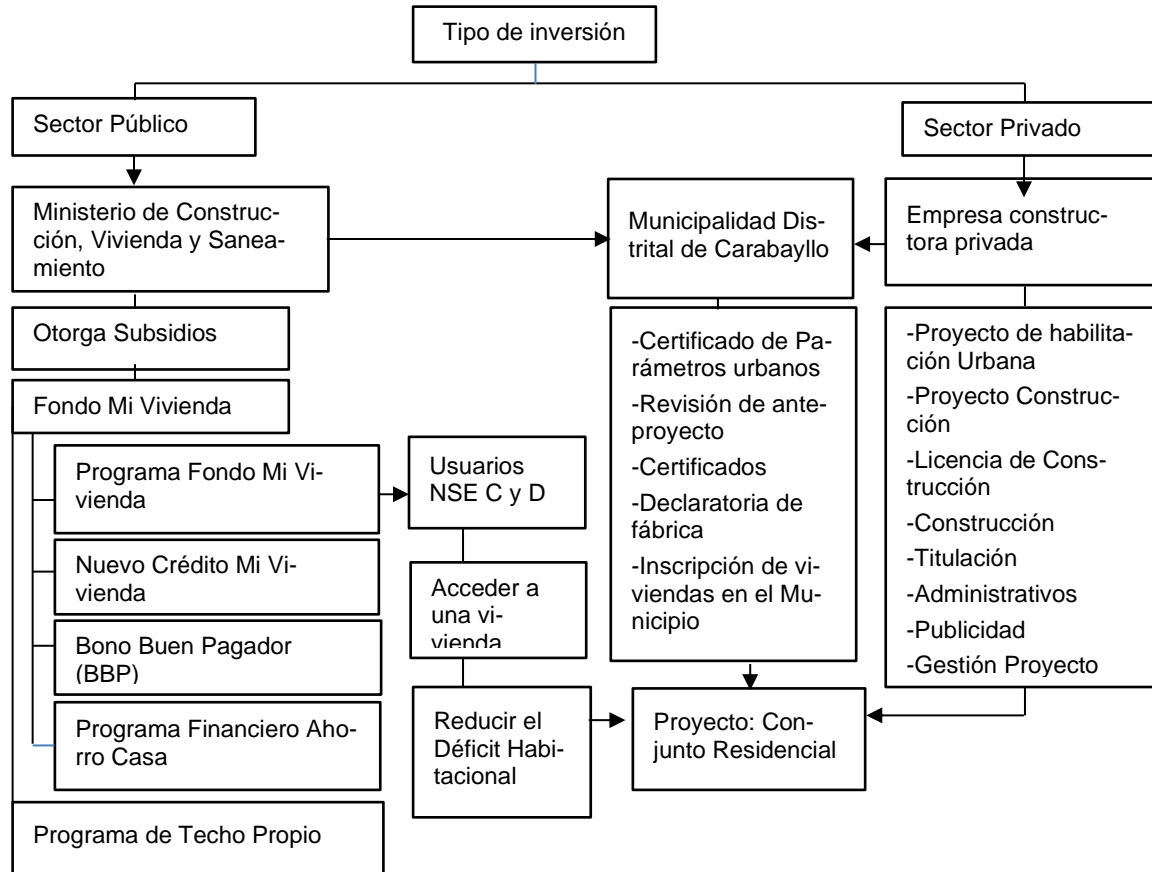 Tipo de inversión
Sector Público
Sector Privado
Ministerio de Construc-
ción, Vivienda y Sanea-
miento
Municipalidad Dis-
trital de Carabayllo
Empresa construc-
tora privada
Otorga Subsidios
Fondo Mi Vivienda
Programa Fondo Mi Vi-
vienda
Nuevo Crédito Mi Vi-
vienda
Bono Buen Pagador
(BBP)
Programa Financiero Aho-
rro Casa
Programa de Techo Propio
Usuarios
NSE C y D
Acceder a
una vi-
vienda
Reducir el
Déficit Habi-
tacional
-Certificado de Pa-
rámetros urbanos
-Revisión de ante-
proyecto
-Certificados
-Declaratoria de
fábrica
-Inscripción de vi-
viendas en el Mu-
nicipio
-Proyecto de habilita-
ción Urbana
-Proyecto Construc-
ción
-Licencia de Cons-
trucción
-Construcción
-Titulación
-Administrativos
-Publicidad
-Gestión Proyecto
Proyecto: Con-
junto Residencial